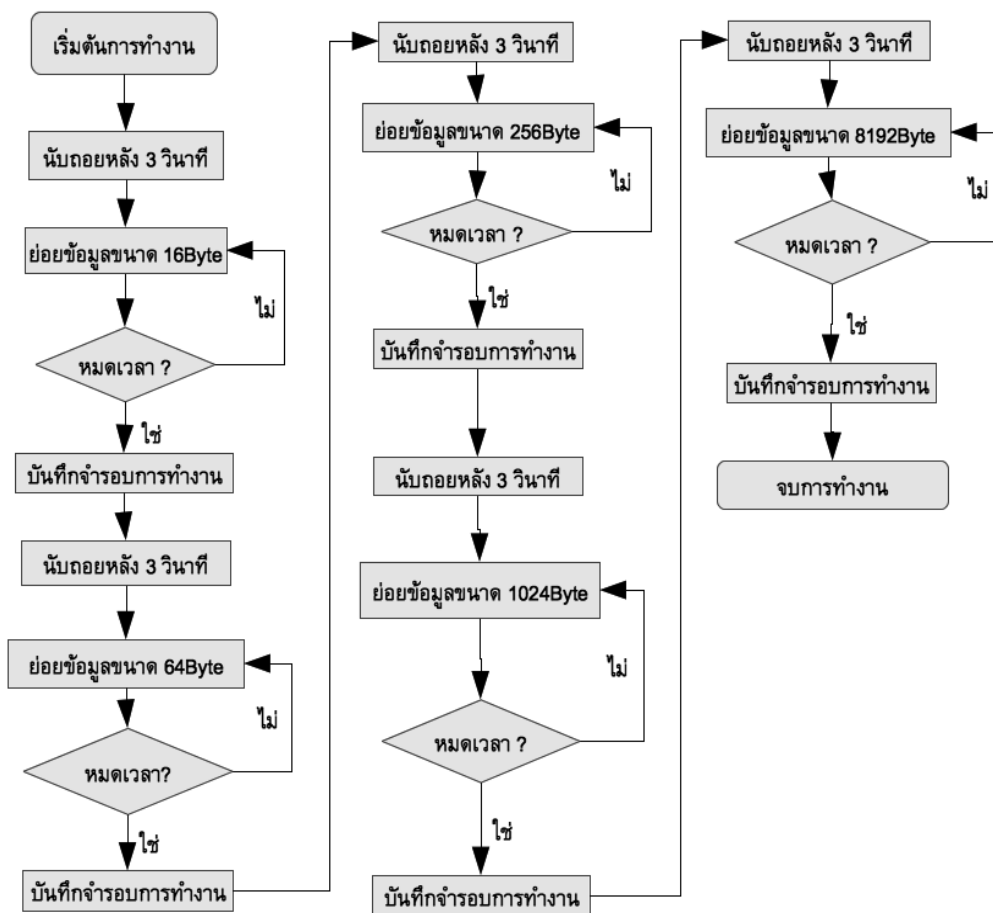 เริ่มต้นการทำงาน
นับถอยหลัง 3 วินาที
ย่อยข้อมูลขนาด 16Byte
ไม่
หมดเวลา ?
ใช่
บันทึกจำรอบการทำงาน
นับถอยหลัง 3 วินาที
ย่อยข้อมูลขนาด 64Byte
ไม่
หมดเวลา?
ใช่
บันทึกจำรอบการทำงาน
นับถอยหลัง 3 วินาที
ย่อยข้อมูลขนาด 256Byte
ไม่
หมดเวลา ?
ใช่
บันทึกจำรอบการทำงาน
นับถอยหลัง 3 วินาที
ย่อยข้อมูลขนาด 1024Byte
ไม่
หมดเวลา ?
ใช่
บันทึกจำรอบการทำงาน
นับถอยหลัง 3 วินาที
ย่อยข้อมูลขนาด 8192Byte
ไม่
หมดเวลา ?
ใช่
บันทึกจำรอบการทำงาน
จบการทำงาน